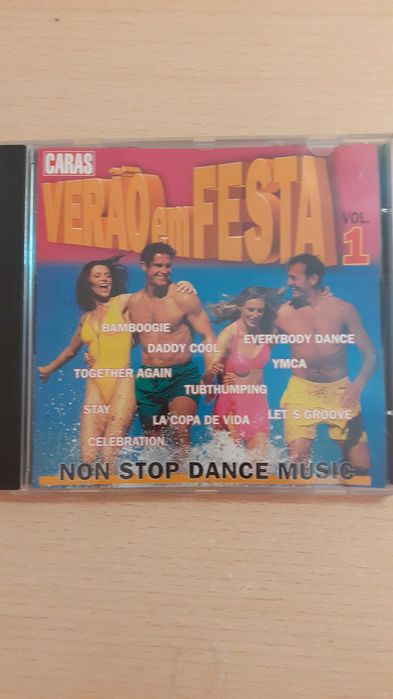 CARAS
VERÃO em FESTA
VOL. 1
BAMBOOGIE
DADDY COOL
EVERYBODY DANCE
TOGETHER AGAIN
YMCA
TUBTHUMPING
STAY
LA COPA DE VIDA
LET´S GROOVE
CELEBRATION
NON STOP DANCE MUSIC